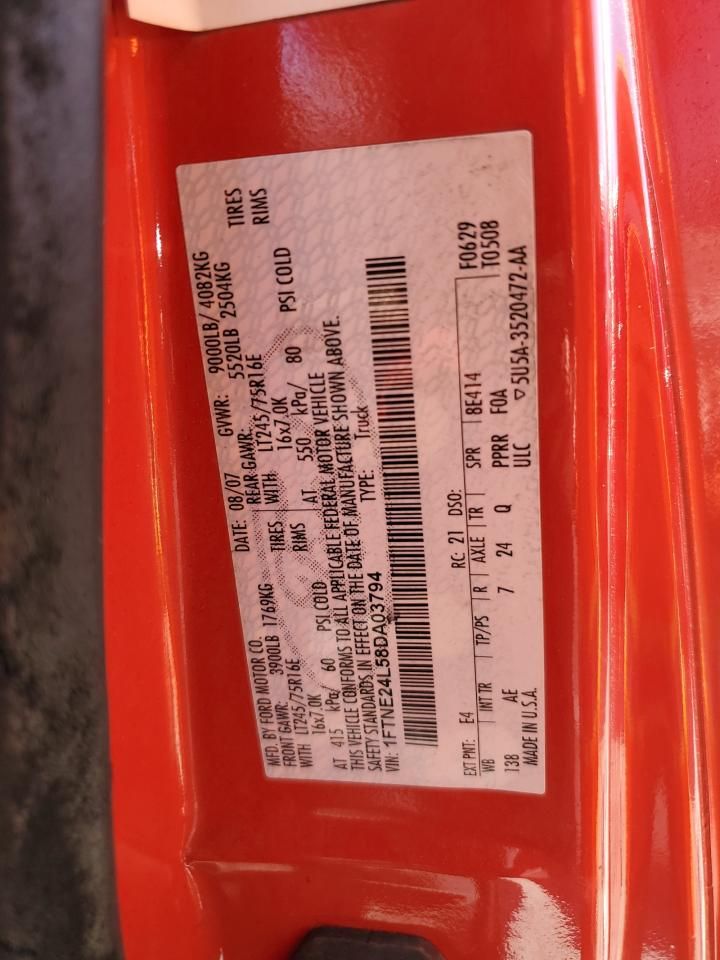 MFD. BY FORD MOTOR CO.
DATE: 08/07 GVWR: 9000LB/ 4082KG
FRONT GAWR: 3900LB 1769KG
REAR GAWR: 5520LB 2504KG
WITH LT245/75R16E TIRES
WITH LT245/75R16E TIRES
16x7.0K RIMS
16x7.0K RIMS
AT 415 kPa/ 60 PSI COLD
AT 550 kPa/ 80 PSI COLD
THIS VEHICLE CONFORMS TO ALL APPLICABLE FEDERAL MOTOR VEHICLE
SAFETY STANDARDS IN EFFECT ON THE DATE OF MANUFACTURE SHOWN ABOVE.
VIN: 1FTNE24L58DA03794
TYPE: Truck
EXT PNT: E4 RC: 21 DSO: F0629
WB INT TR TP/PS R AXLE TR SPR 8E414 T0508
138 AE 7 24 Q PPRR F0A
MADE IN U.S.A. ULC ▽5U5A-3520472-AA